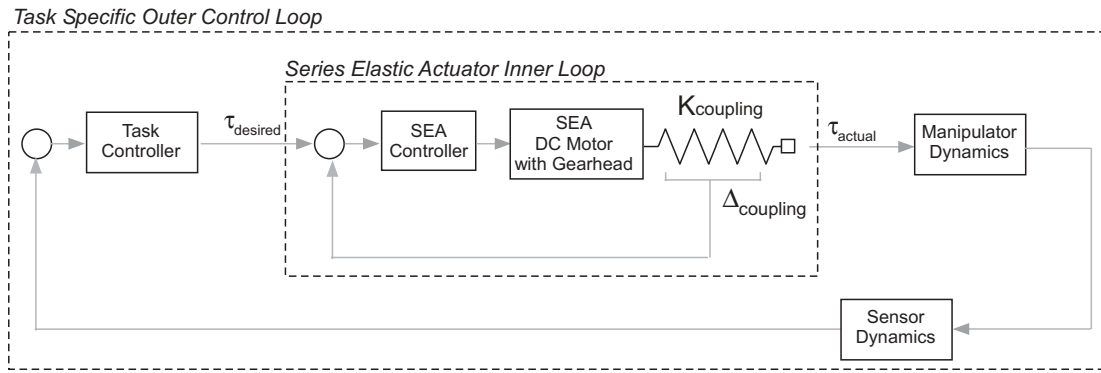 Task Specific Outer Control Loop
Series Elastic Actuator Inner Loop
Task
Controller
τdesired
SEA
Controller
SEA
DC Motor
with Gearhead
Kcoupling
Δcoupling
τactual
Manipulator
Dynamics
Sensor
Dynamics